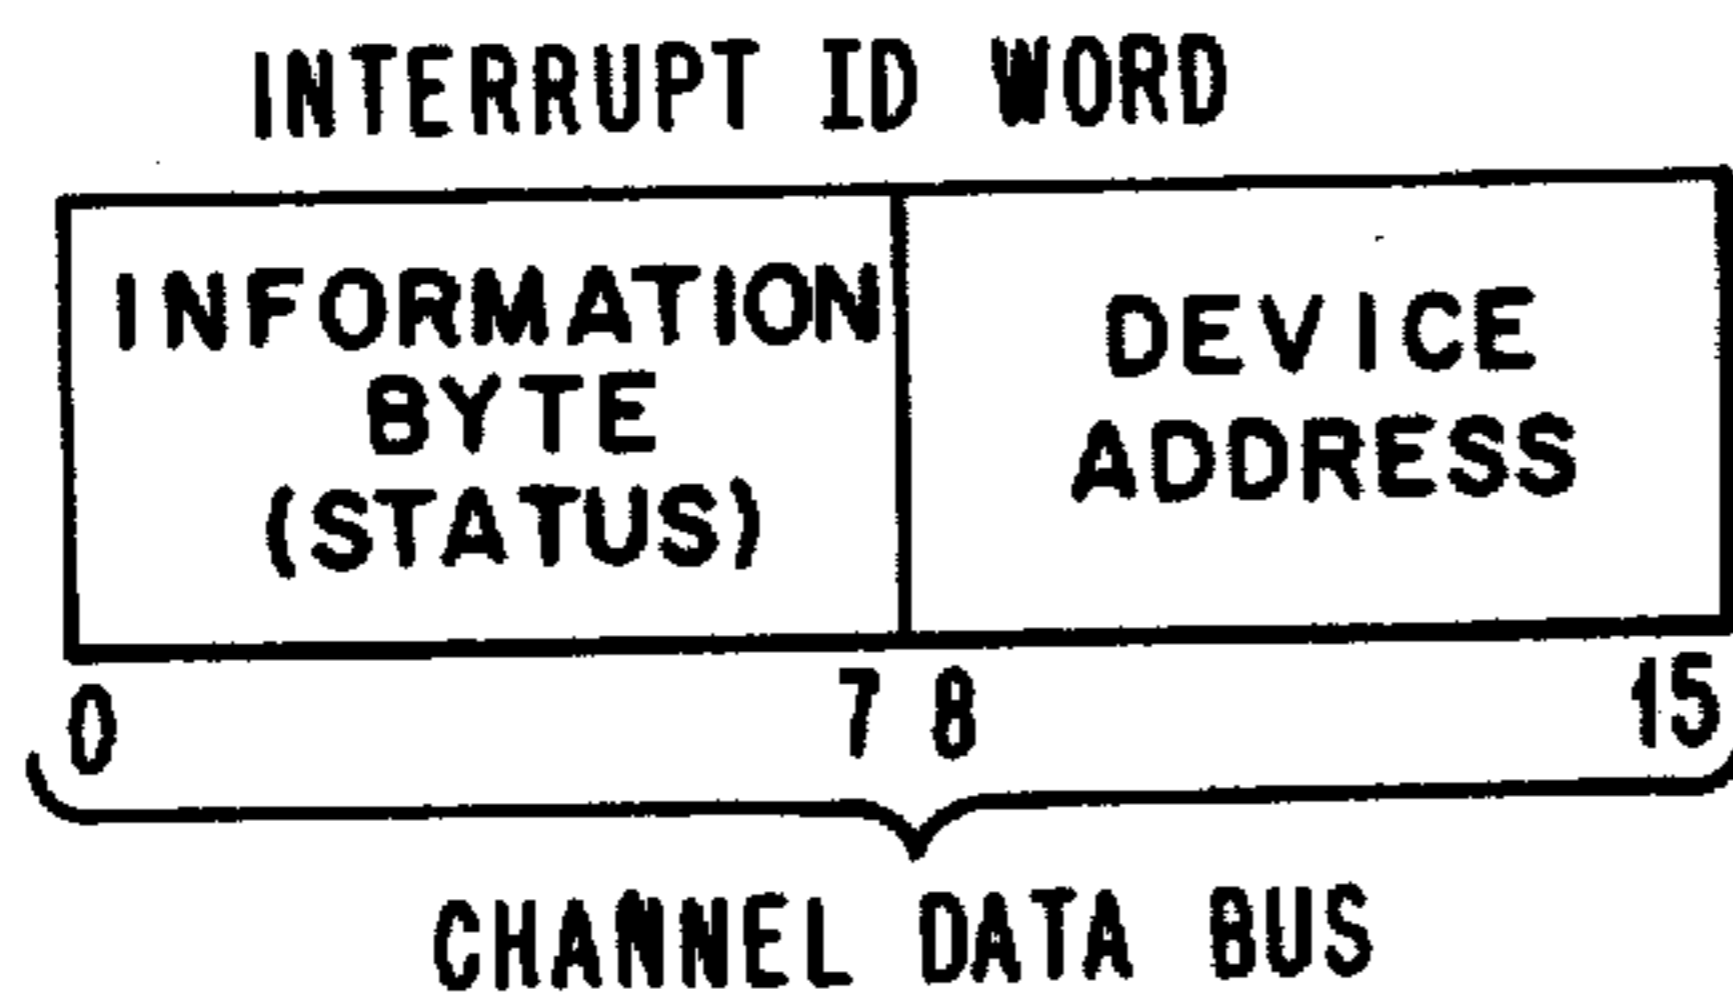 INTERRUPT ID WORD
INFORMATION
BYTE
(STATUS)
DEVICE
ADDRESS
0 7 8 15
CHANNEL DATA BUS